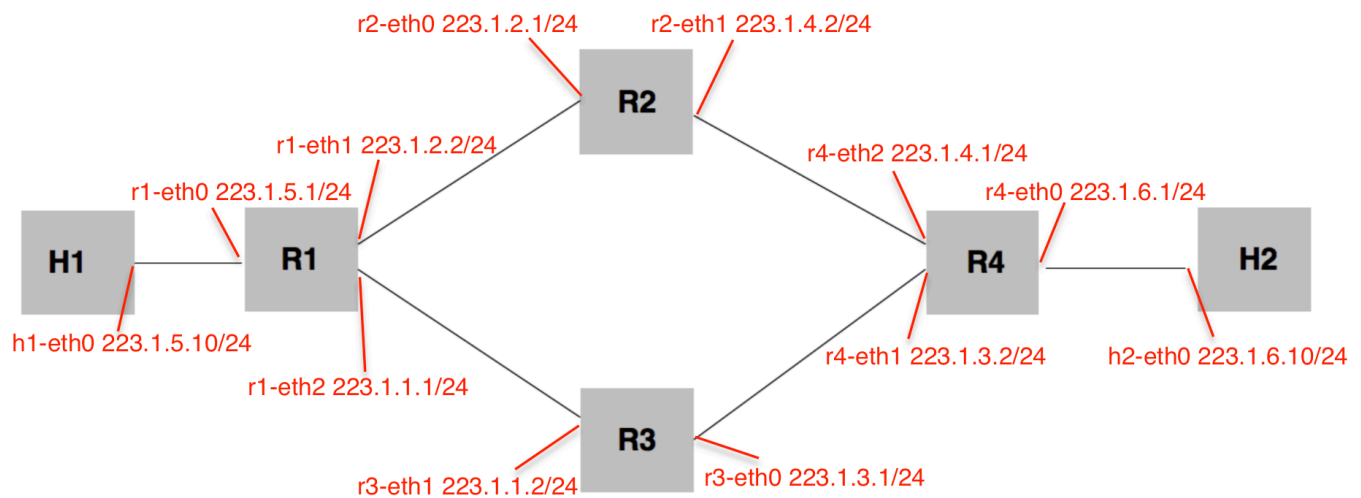 r2-eth0 223.1.2.1/24
r2-eth1 223.1.4.2/24
R2
r1-eth1 223.1.2.2/24
r4-eth2 223.1.4.1/24
r1-eth0 223.1.5.1/24
r4-eth0 223.1.6.1/24
H1
R1
R4
H2
h1-eth0 223.1.5.10/24
r4-eth1 223.1.3.2/24
h2-eth0 223.1.6.10/24
r1-eth2 223.1.1.1/24
R3
r3-eth1 223.1.1.2/24
r3-eth0 223.1.3.1/24